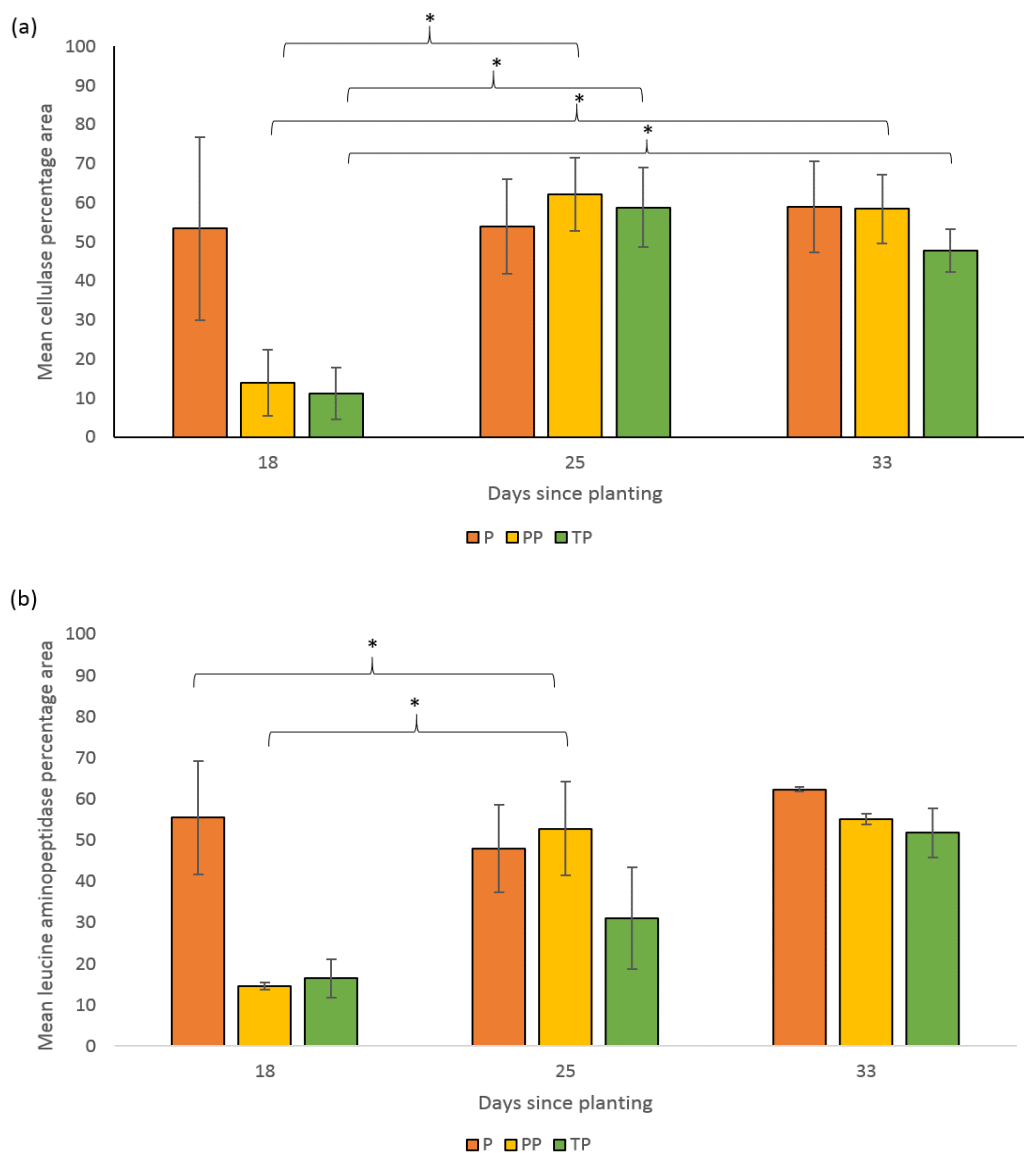 (a)
*
*
*
*
Mean cellulase percentage area
100
90
80
70
60
50
40
30
20
10
0
18 25 33
Days since planting
P PP TP
(b)
*
*
Mean leucine aminopeptidase percentage area
100
90
80
70
60
50
40
30
20
10
0
18 25 33
Days since planting
P PP TP